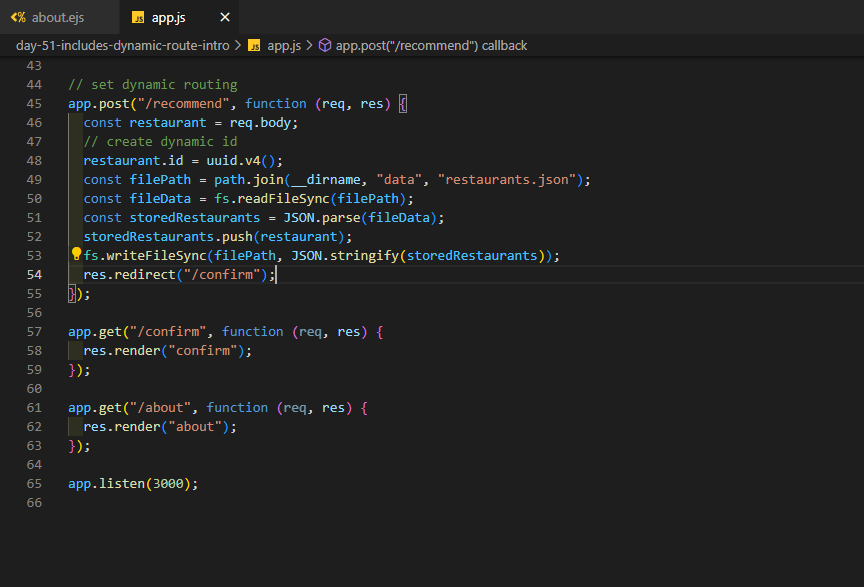 <% about.ejs
JS app.js ×
day-51-includes-dynamic-route-intro > JS app.js > app.post("/recommend") callback
43
44 // set dynamic routing
45 app.post("/recommend", function (req, res) {
46   const restaurant = req.body;
47   // create dynamic id
48   restaurant.id = uuid.v4();
49   const filePath = path.join(__dirname, "data", "restaurants.json");
50   const fileData = fs.readFileSync(filePath);
51   const storedRestaurants = JSON.parse(fileData);
52   storedRestaurants.push(restaurant);
53   fs.writeFileSync(filePath, JSON.stringify(storedRestaurants));
54   res.redirect("/confirm");
55 });
56
57 app.get("/confirm", function (req, res) {
58   res.render("confirm");
59 });
60
61 app.get("/about", function (req, res) {
62   res.render("about");
63 });
64
65 app.listen(3000);
66